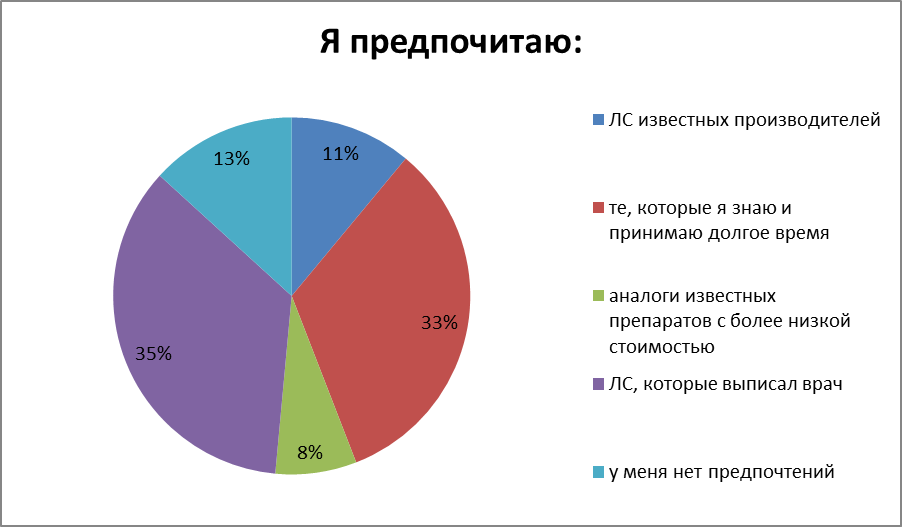 Я предпочитаю:
11%
33%
8%
35%
13%
ЛС известных производителей
те, которые я знаю и
принимаю долгое время
аналоги известных
препаратов с более низкой
стоимостью
ЛС, которые выписал врач
у меня нет предпочтений